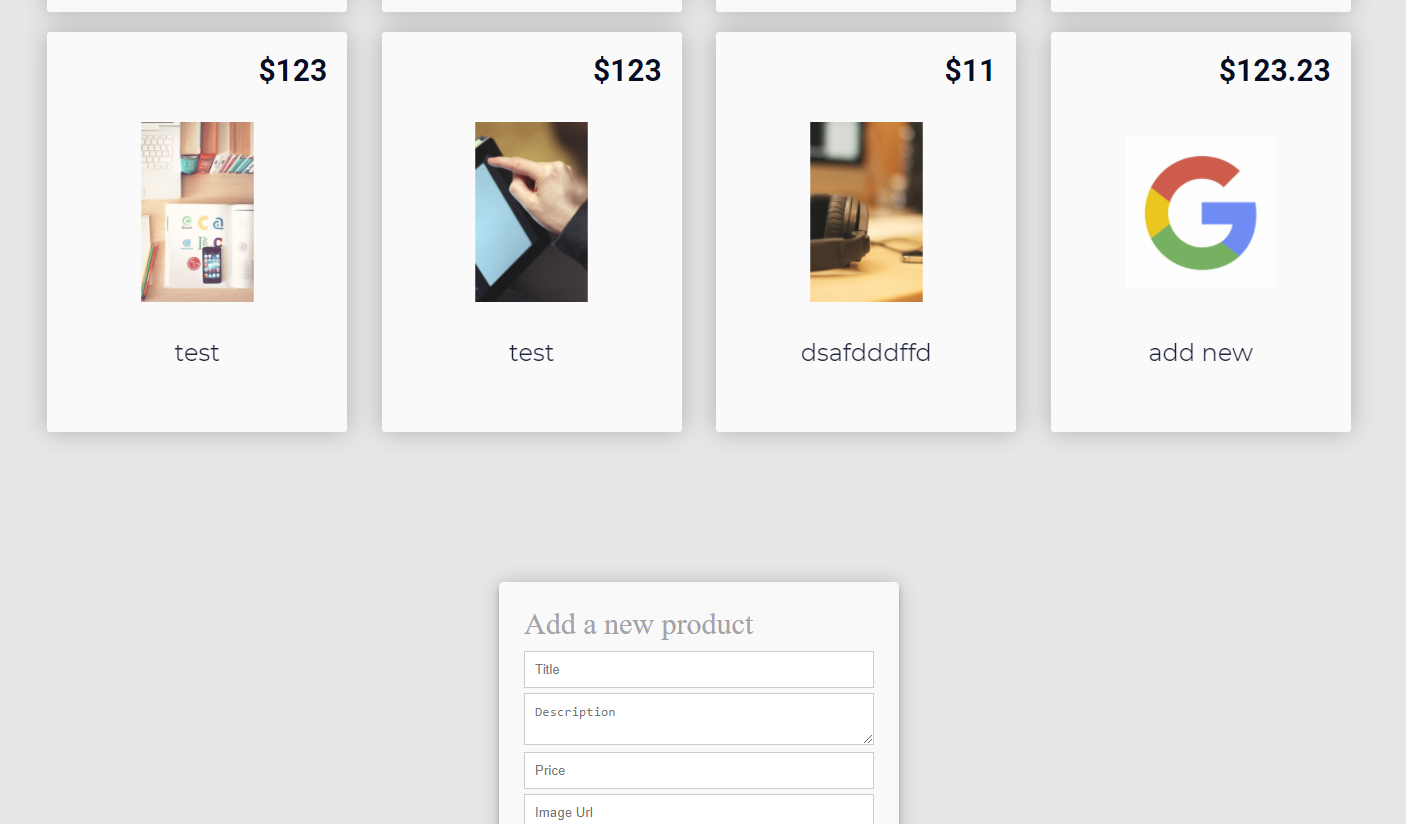 $123
$123
$11
$123.23
test
test
dsafdddffd
add new
Add a new product
Title
Description
Price
Image Url